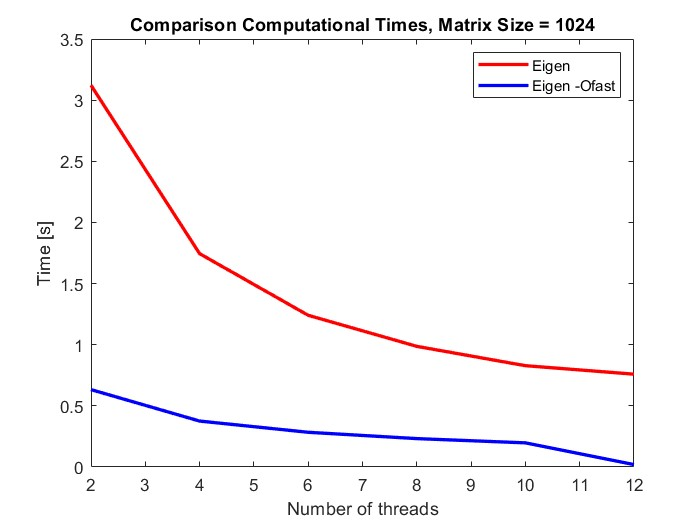 Comparison Computational Times, Matrix Size = 1024
3.5
3
2.5
2
1.5
1
0.5
0
Time [s]
Eigen
Eigen -Ofast
2 3 4 5 6 7 8 9 10 11 12
Number of threads